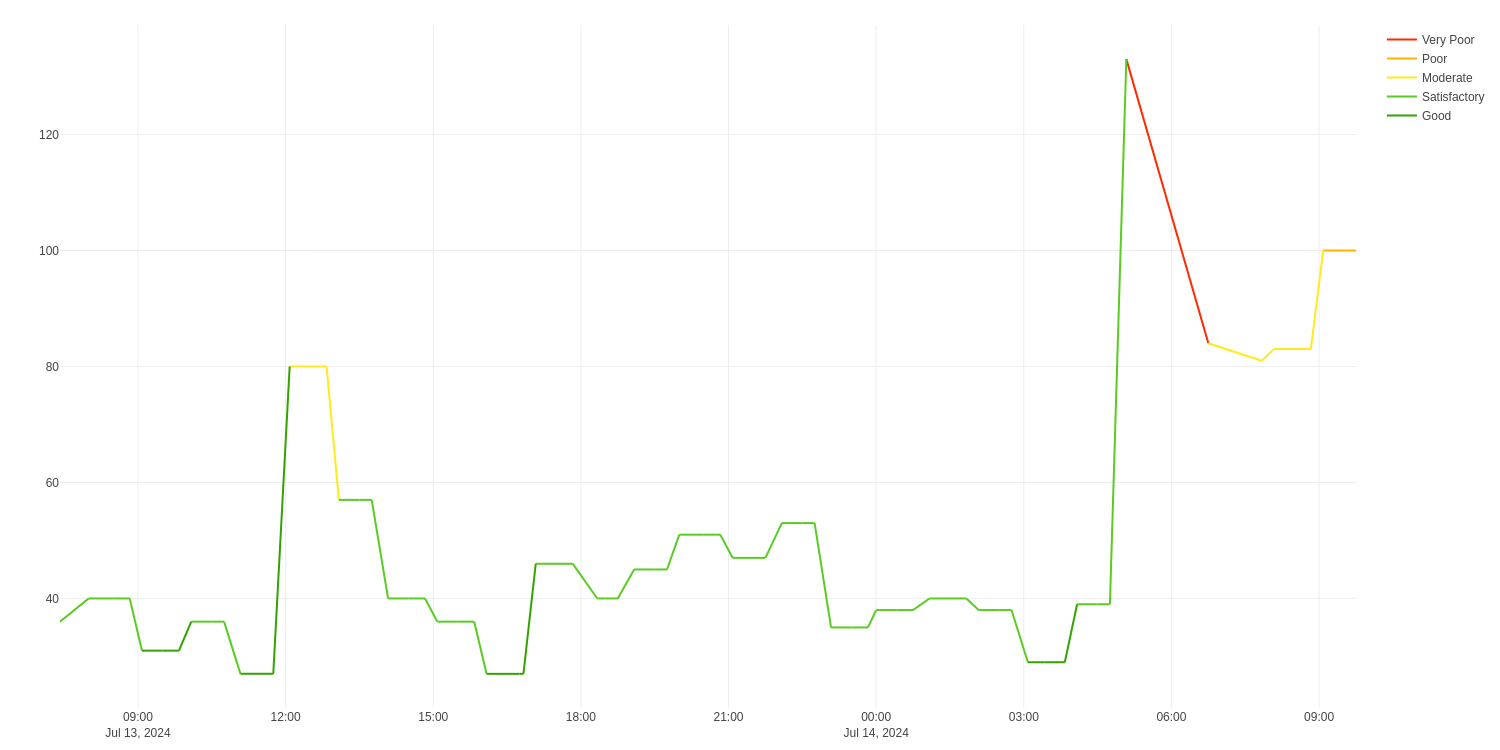 Very Poor
Poor
Moderate
Satisfactory
Good
120
100
80
60
40
09:00
12:00
15:00
18:00
21:00
00:00
03:00
06:00
09:00
Jul 13, 2024
Jul 14, 2024